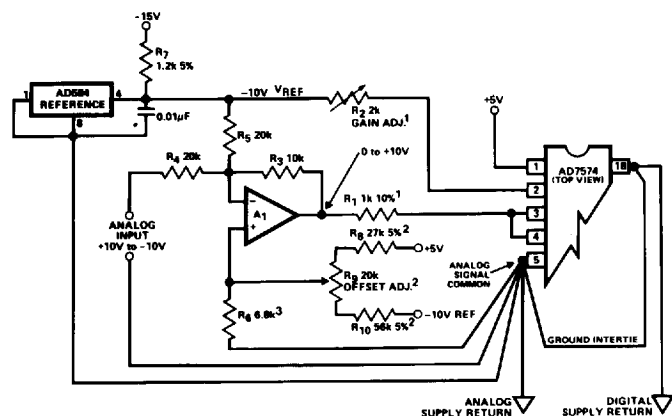 -15V
R7
1.2k 5%
1
AD584
REFERENCE
4
8
0.01μF
-10V VREF
R2 2k
GAIN ADJ.1
+5V
R5 20k
R4 20k
R3 10k
0 to +10V
A1
-
+
R1 1k 10%1
ANALOG
INPUT
+10V to -10V
R8 27k 5%2
+5V
R9 20k
OFFSET ADJ.2
R6 6.8k3
R10 56k 5%2
-10V REF
ANALOG
SIGNAL
COMMON
1
2
3
4
5
AD7574
(TOP VIEW)
18
GROUND INTERTIE
ANALOG
SUPPLY RETURN
DIGITAL
SUPPLY RETURN